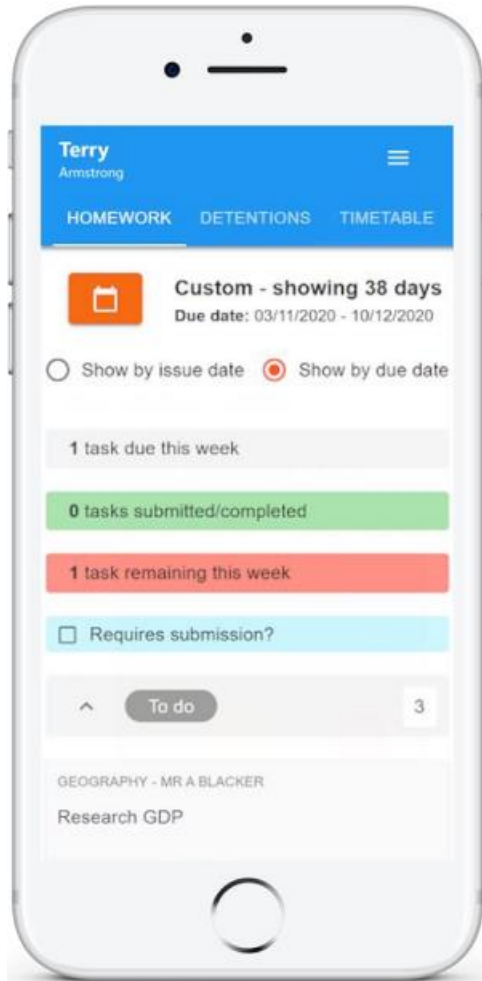 Terry
Armstrong
HOMEWORK DETENTIONS TIMETABLE
Custom - showing 38 days
Due date: 03/11/2020 - 10/12/2020
Show by issue date Show by due date
1 task due this week
0 tasks submitted/completed
1 task remaining this week
Requires submission?
To do 3
GEOGRAPHY - MR A BLACKER
Research GDP